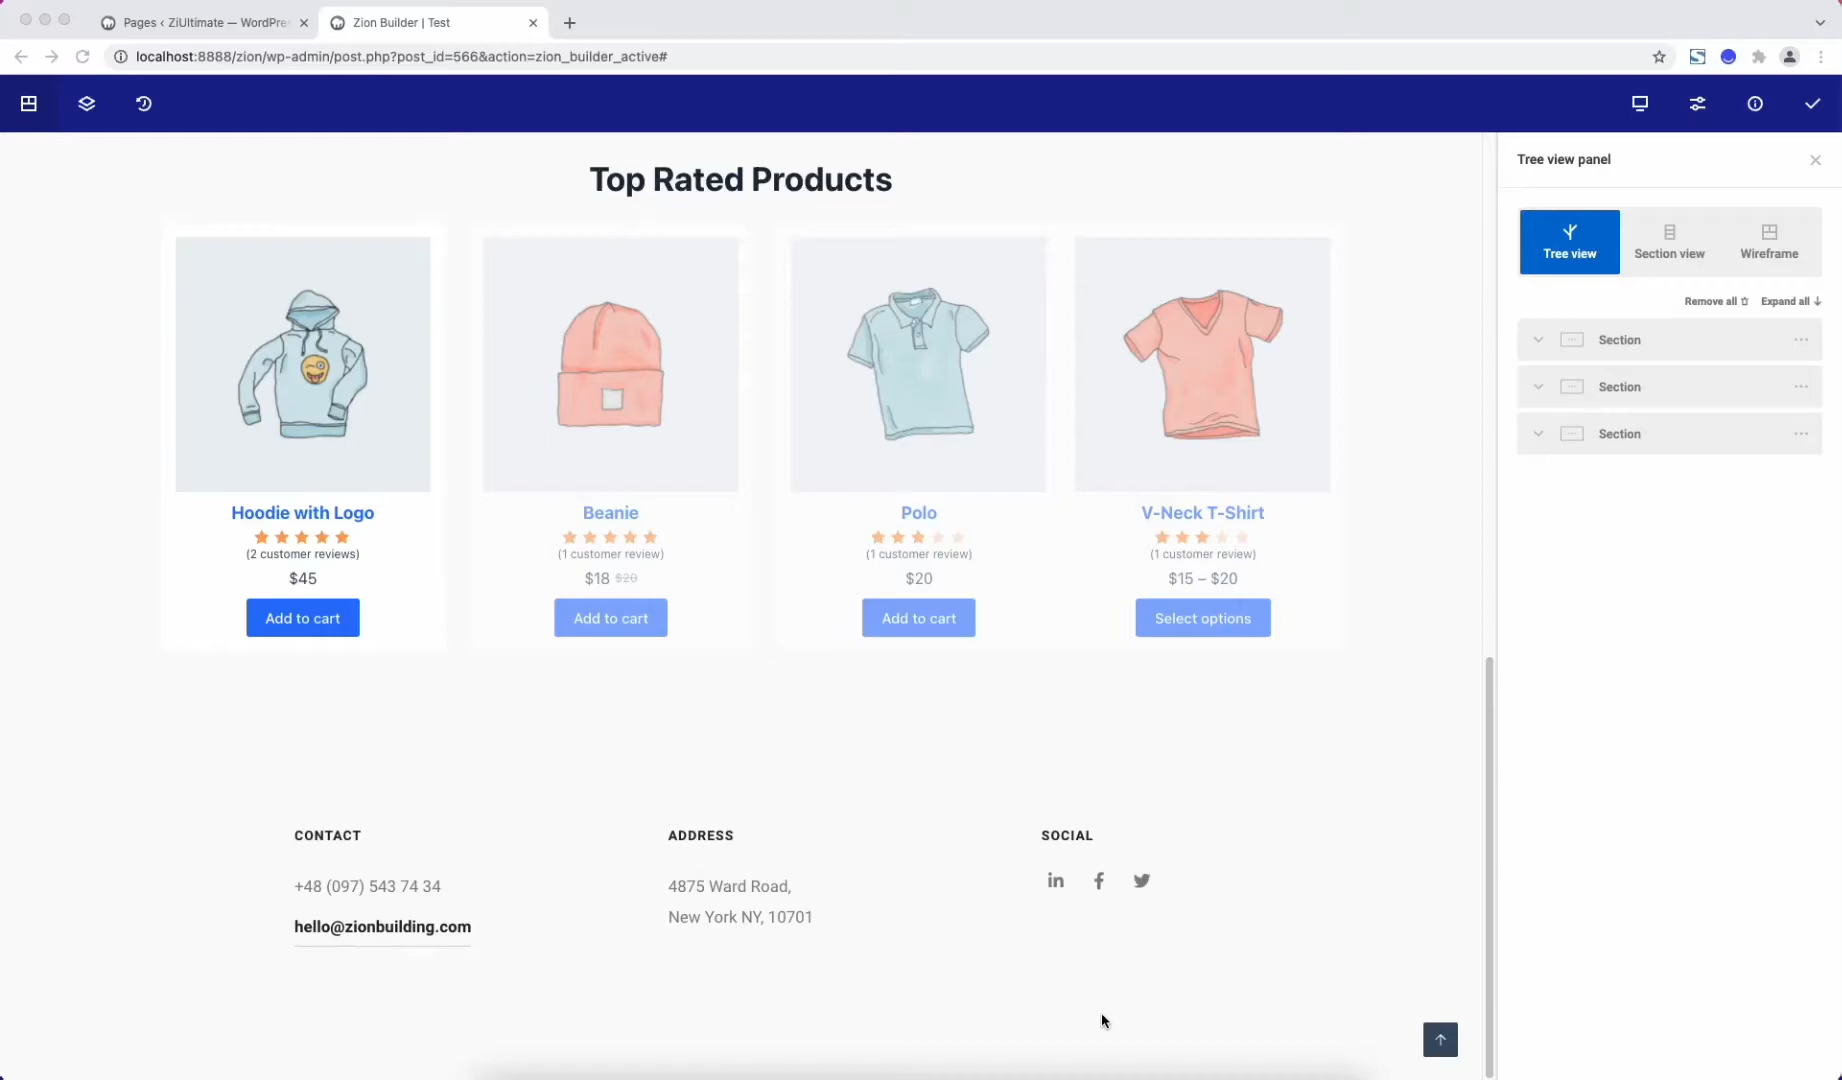 Pages ‹ ZiUltimate — WordPre
Zion Builder | Test
localhost:8888/zion/wp-admin/post.php?post_id=566&action=zion_builder_active#
Top Rated Products
Hoodie with Logo
(2 customer reviews)
$45
Add to cart
Beanie
(1 customer review)
$18 $20
Add to cart
Polo
(1 customer review)
$20
Add to cart
V-Neck T-Shirt
(1 customer review)
$15 – $20
Select options
CONTACT
+48 (097) 543 74 34
hello@zionbuilding.com
ADDRESS
4875 Ward Road,
New York NY, 10701
SOCIAL
Tree view panel
Tree view
Section view
Wireframe
Remove all
Expand all
Section
Section
Section